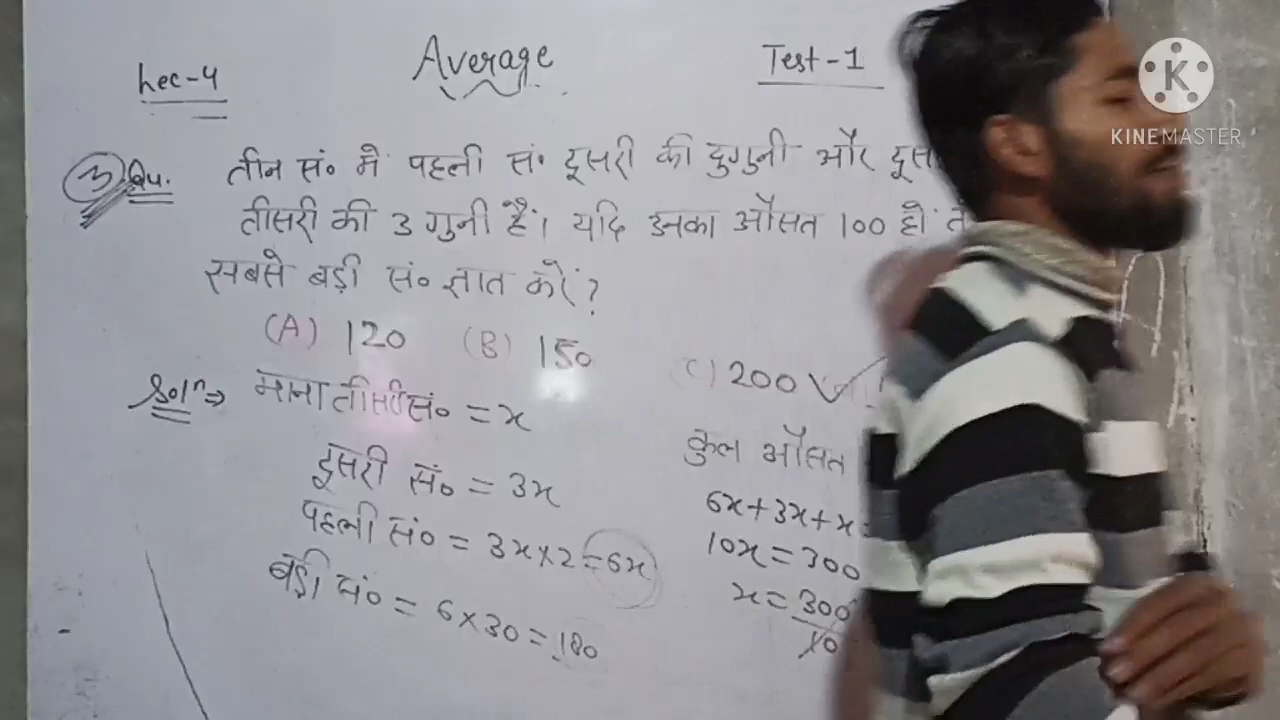 Lec-4 Average Test-1
③ Qu. तीन सं० मे पहली सं० दूसरी की दुगुनी और
तीसरी की 3 गुनी है। यदि उनका औसत 100 हों
सबसे बड़ी सं० ज्ञात करें?
(A) 120 (B) 150 (C) 200
Solⁿ ⇒ माना तीसरी सं० = x
दूसरी सं० = 3x
पहली सं० = 3x×2 = 6x
बड़ी सं० = 6×30 = 180
कुल औसत
6x+3x+x =
10x = 300
x = 300
10
K
KINEMASTER